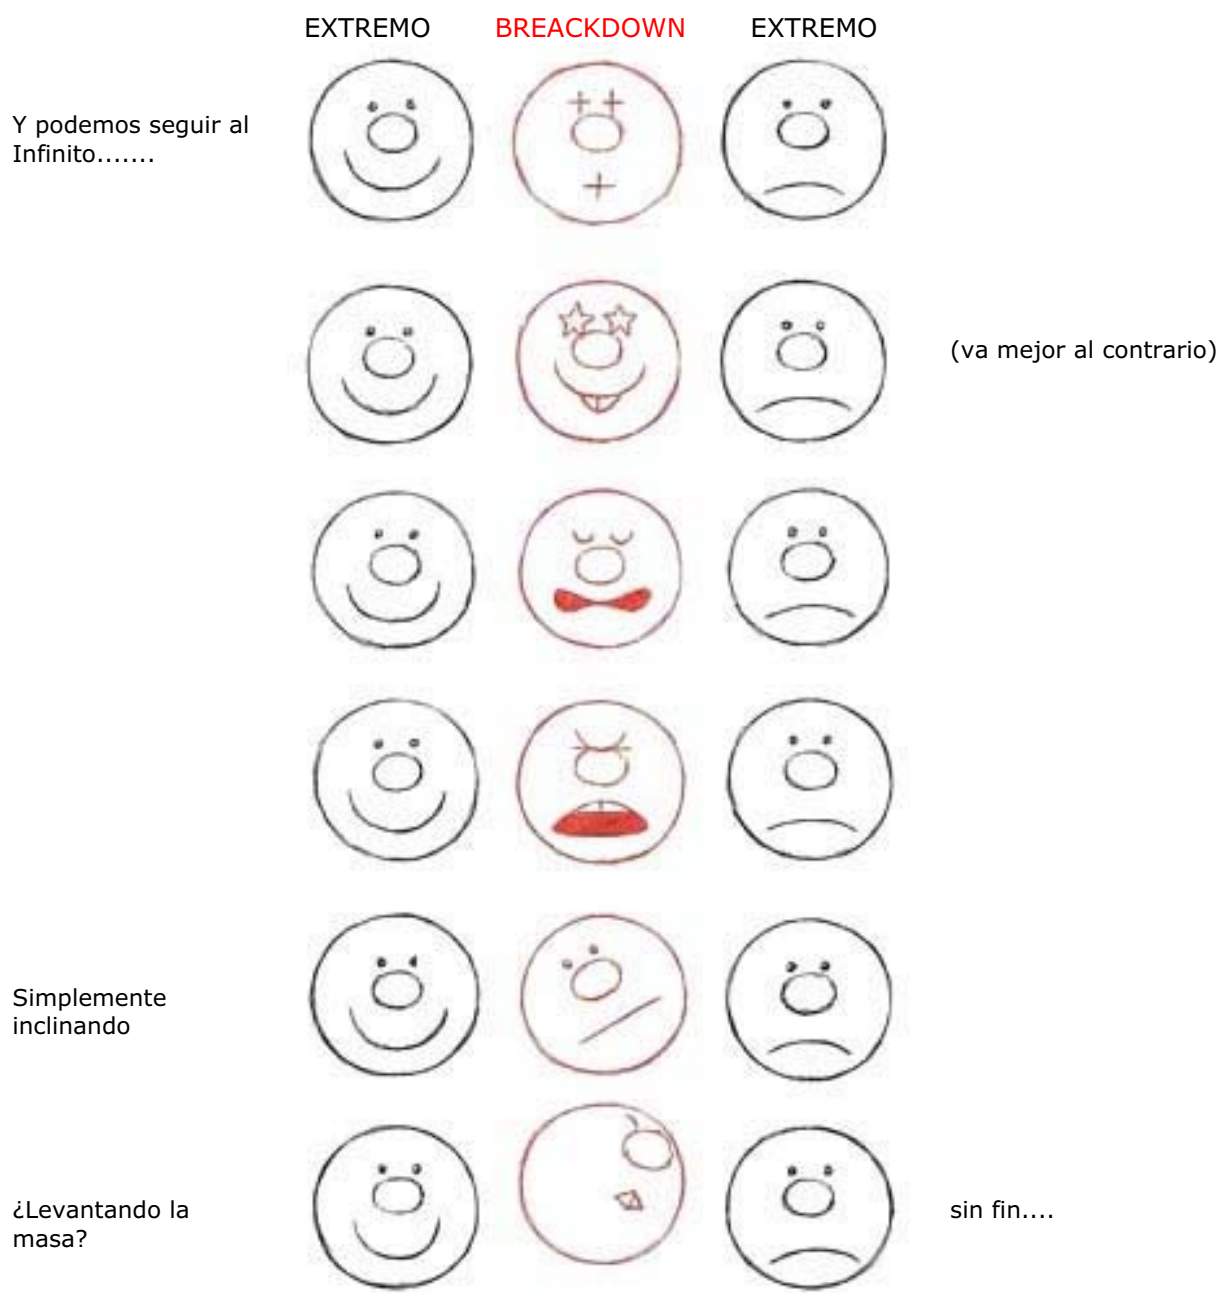 EXTREMO BREACKDOWN EXTREMO
Y podemos seguir al
Infinito.......
(va mejor al contrario)
Simplemente
inclinando
¿Levantando la
masa?
sin fin....